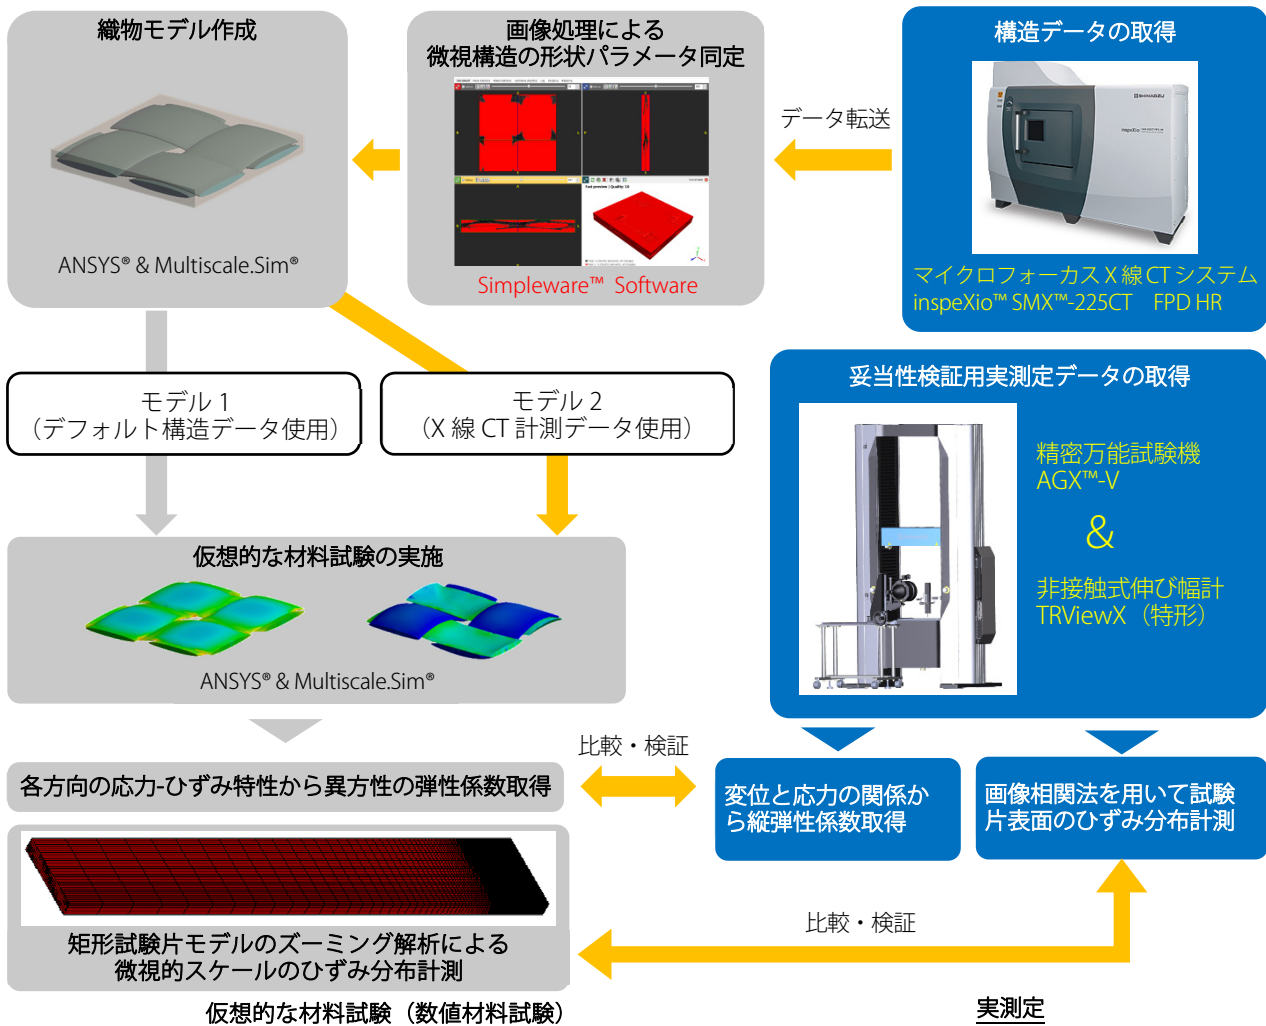 織物モデル作成
ANSYS® & Multiscale.Sim®
画像処理による
微視構造の形状パラメータ同定
Fast preview | Quality 10
Simpleware™ Software
データ転送
構造データの取得
SHIMADZU
inspeXio
マイクロフォーカス X 線 CT システム
inspeXio™ SMX™-225CT FPD HR
モデル 1
（デフォルト構造データ使用）
モデル 2
（X 線 CT 計測データ使用）
仮想的な材料試験の実施
ANSYS® & Multiscale.Sim®
妥当性検証用実測定データの取得
精密万能試験機
AGX™-V
&
非接触式伸び幅計
TRViewX（特形）
各方向の応力-ひずみ特性から異方性の弾性係数取得
比較・検証
変位と応力の関係か
ら縦弾性係数取得
画像相関法を用いて試験
片表面のひずみ分布計測
矩形試験片モデルのズーミング解析による
微視的スケールのひずみ分布計測
比較・検証
仮想的な材料試験（数値材料試験）
実測定